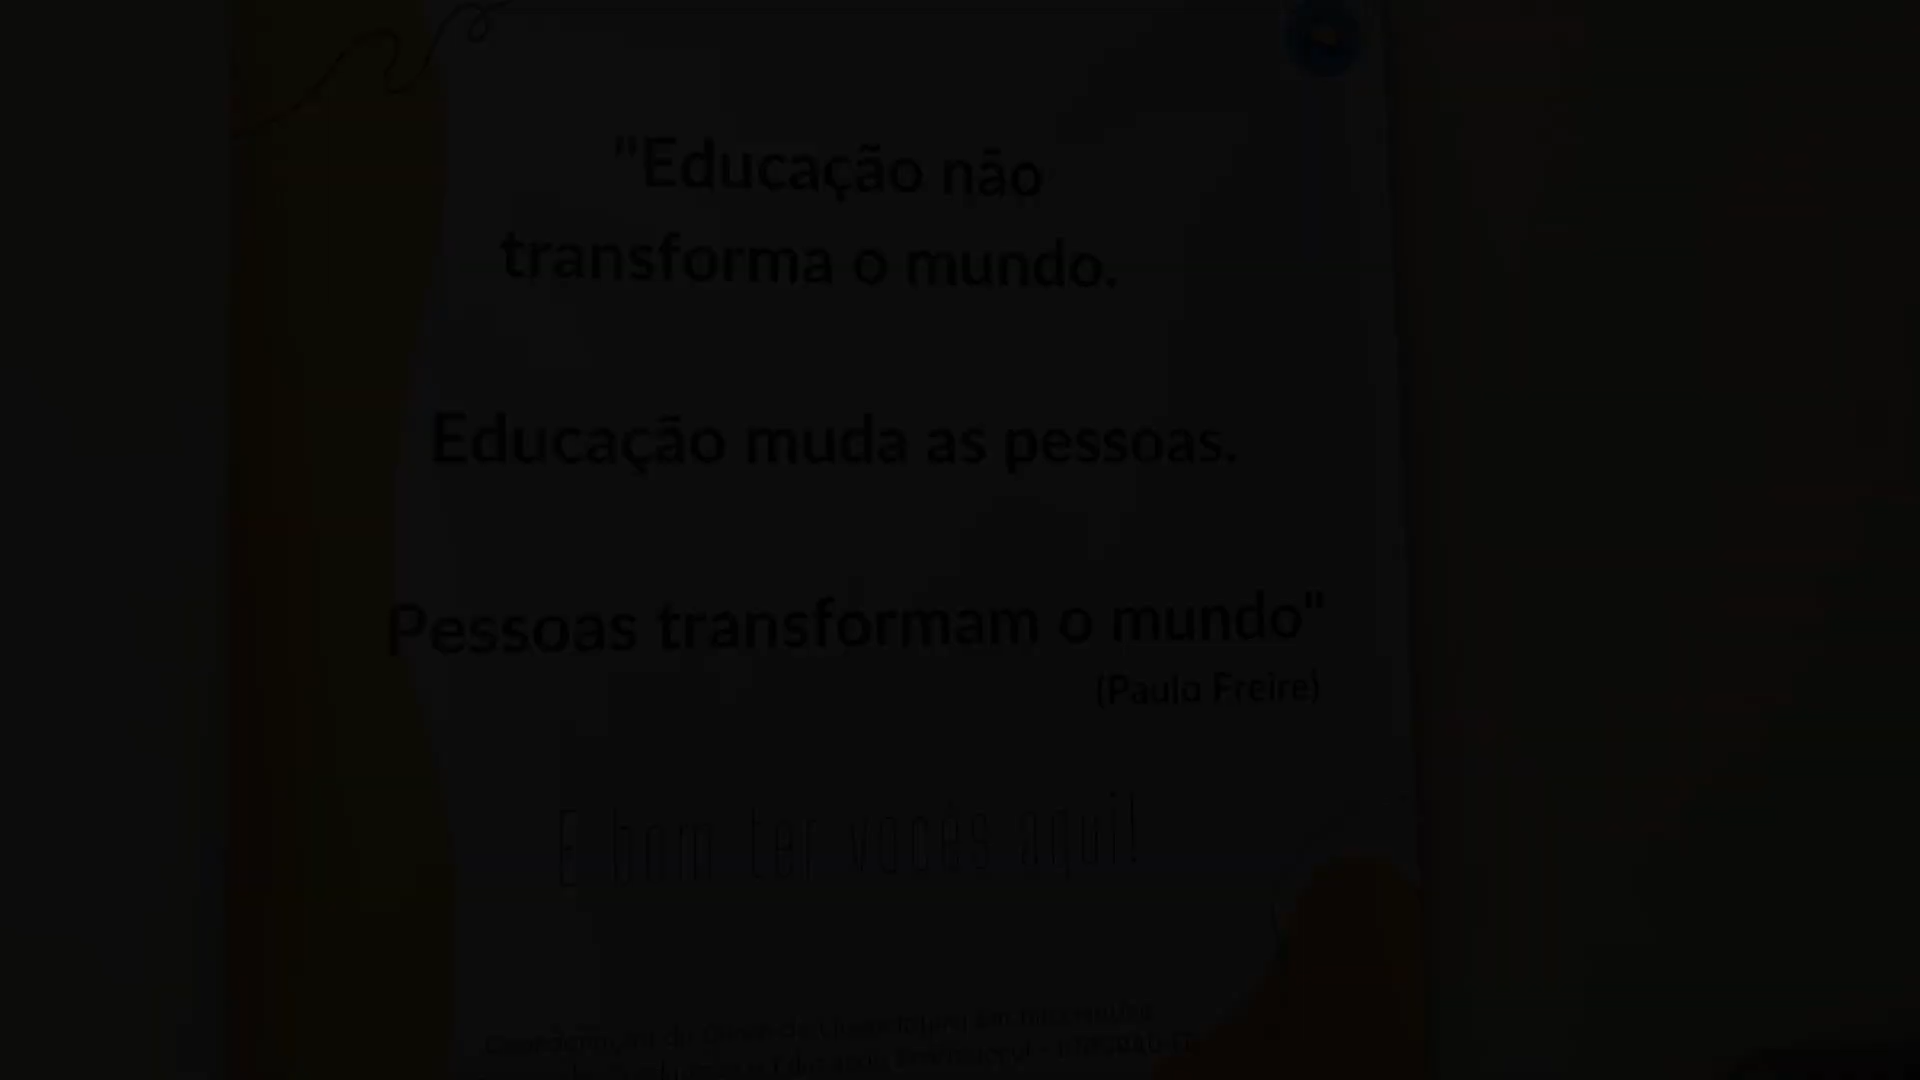 "Educação não
transforma o mundo.
Educação muda as pessoas.
Pessoas transformam o mundo"
(Paulo Freire)
É bom ter vocês aqui!